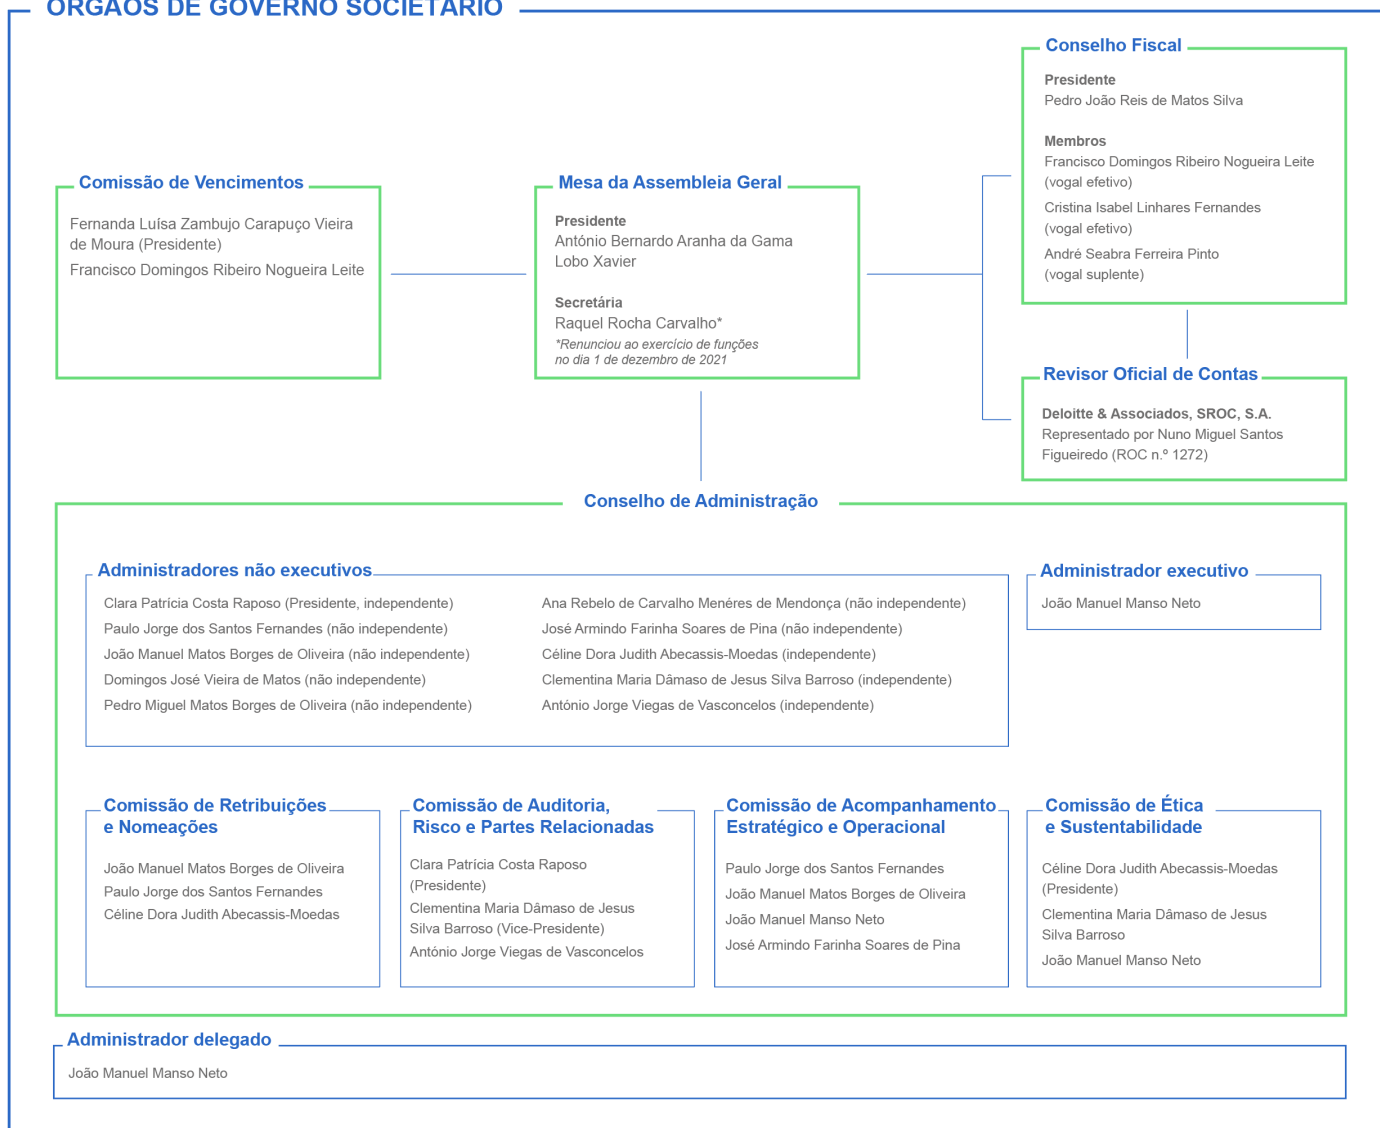 ÓRGÃOS DE GOVERNO SOCIETÁRIO
Conselho Fiscal
Presidente
Pedro João Reis de Matos Silva
Membros
Francisco Domingos Ribeiro Nogueira Leite
(vogal efetivo)
Cristina Isabel Linhares Fernandes
(vogal efetivo)
André Seabra Ferreira Pinto
(vogal suplente)
Comissão de Vencimentos
Fernanda Luísa Zambujo Carapuço Vieira
de Moura (Presidente)
Francisco Domingos Ribeiro Nogueira Leite
Mesa da Assembleia Geral
Presidente
António Bernardo Aranha da Gama
Lobo Xavier
Secretária
Raquel Rocha Carvalho*
*Renunciou ao exercício de funções
no dia 1 de dezembro de 2021
Revisor Oficial de Contas
Deloitte & Associados, SROC, S.A.
Representado por Nuno Miguel Santos
Figueiredo (ROC n.º 1272)
Conselho de Administração
Administradores não executivos
Clara Patrícia Costa Raposo (Presidente, independente)
Paulo Jorge dos Santos Fernandes (não independente)
João Manuel Matos Borges de Oliveira (não independente)
Domingos José Vieira de Matos (não independente)
Pedro Miguel Matos Borges de Oliveira (não independente)
Ana Rebelo de Carvalho Menéres de Mendonça (não independente)
José Armindo Farinha Soares de Pina (não independente)
Céline Dora Judith Abecassis-Moedas (independente)
Clementina Maria Dâmaso de Jesus Silva Barroso (independente)
António Jorge Viegas de Vasconcelos (independente)
Administrador executivo
João Manuel Manso Neto
Comissão de Retribuições
e Nomeações
João Manuel Matos Borges de Oliveira
Paulo Jorge dos Santos Fernandes
Céline Dora Judith Abecassis-Moedas
Comissão de Auditoria,
Risco e Partes Relacionadas
Clara Patrícia Costa Raposo
(Presidente)
Clementina Maria Dâmaso de Jesus
Silva Barroso (Vice-Presidente)
António Jorge Viegas de Vasconcelos
Comissão de Acompanhamento
Estratégico e Operacional
Paulo Jorge dos Santos Fernandes
João Manuel Matos Borges de Oliveira
João Manuel Manso Neto
José Armindo Farinha Soares de Pina
Comissão de Ética
e Sustentabilidade
Céline Dora Judith Abecassis-Moedas
(Presidente)
Clementina Maria Dâmaso de Jesus
Silva Barroso
João Manuel Manso Neto
Administrador delegado
João Manuel Manso Neto